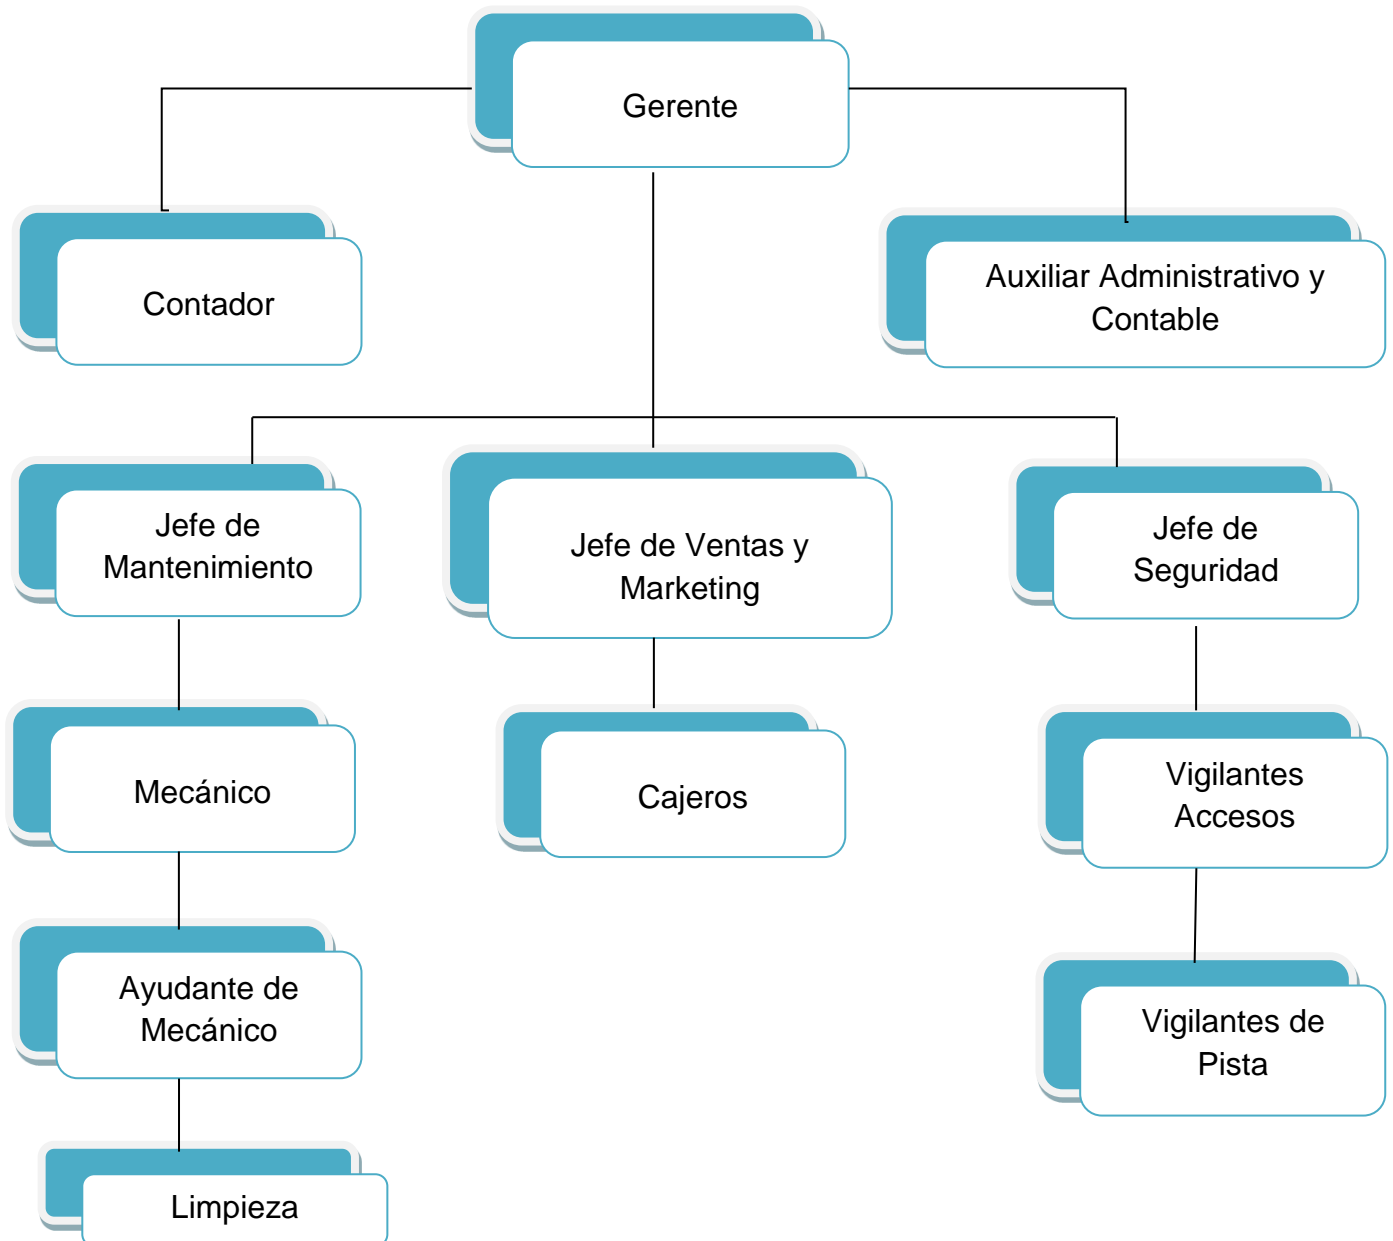 Gerente
Contador
Auxiliar Administrativo y
Contable
Jefe de
Mantenimiento
Jefe de Ventas y
Marketing
Jefe de
Seguridad
Mecánico
Cajeros
Vigilantes
Accesos
Ayudante de
Mecánico
Vigilantes de
Pista
Limpieza